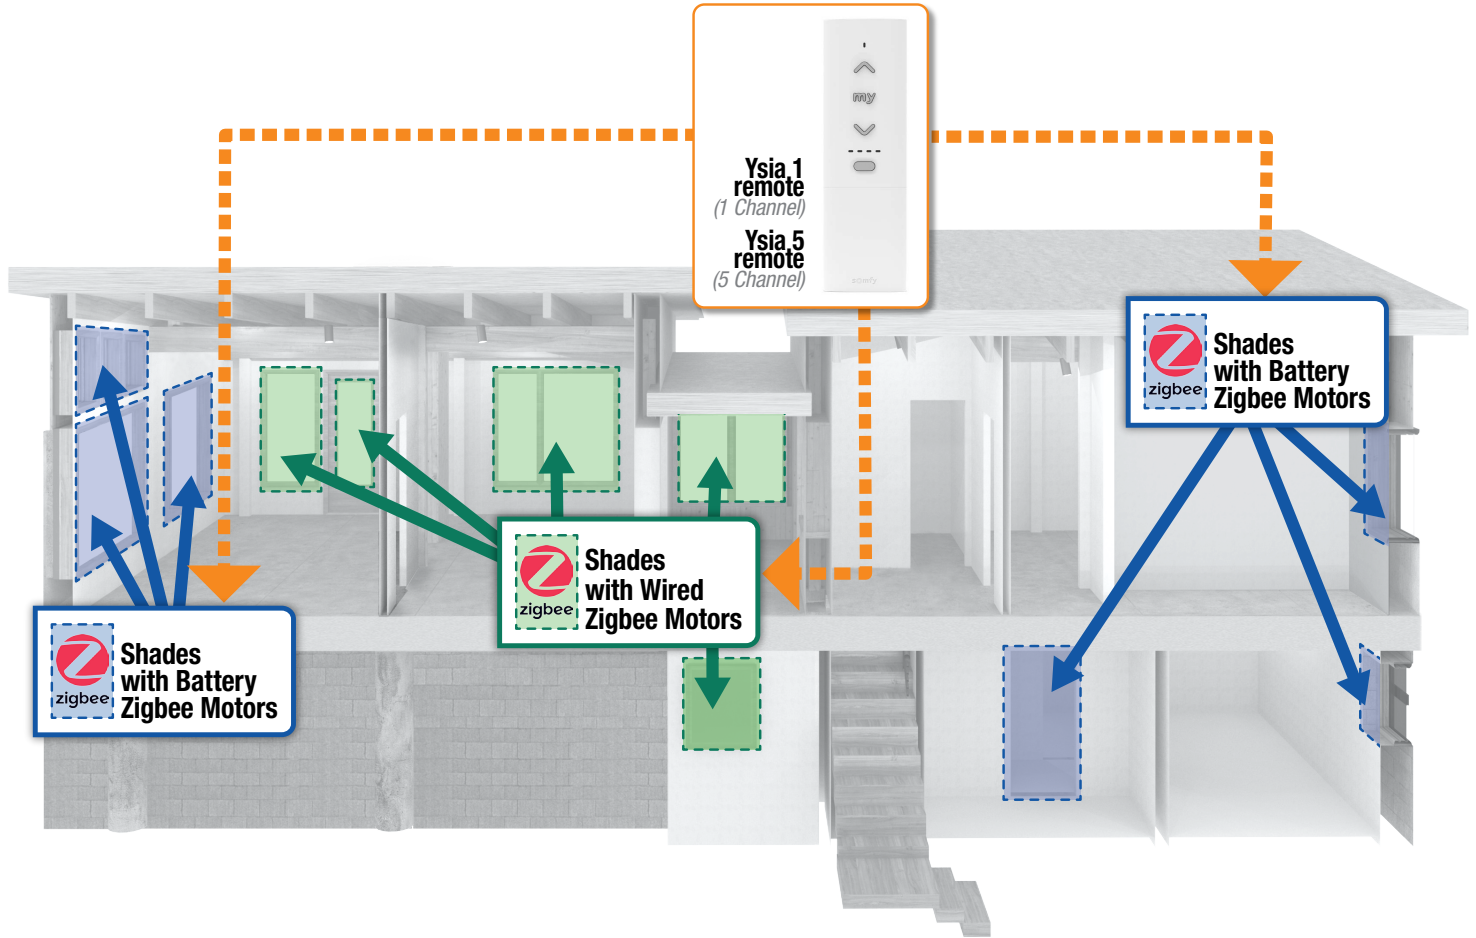 my
Ysia 1
remote
(1 Channel)
Ysia 5
remote
(5 Channel)
somfy
zigbee
Shades
with Battery
Zigbee Motors
zigbee
Shades
with Wired
Zigbee Motors
zigbee
Shades
with Battery
Zigbee Motors